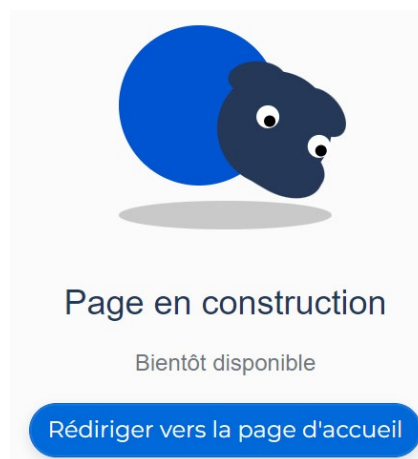 Page en construction
Bientôt disponible
Rédiriger vers la page d'accueil